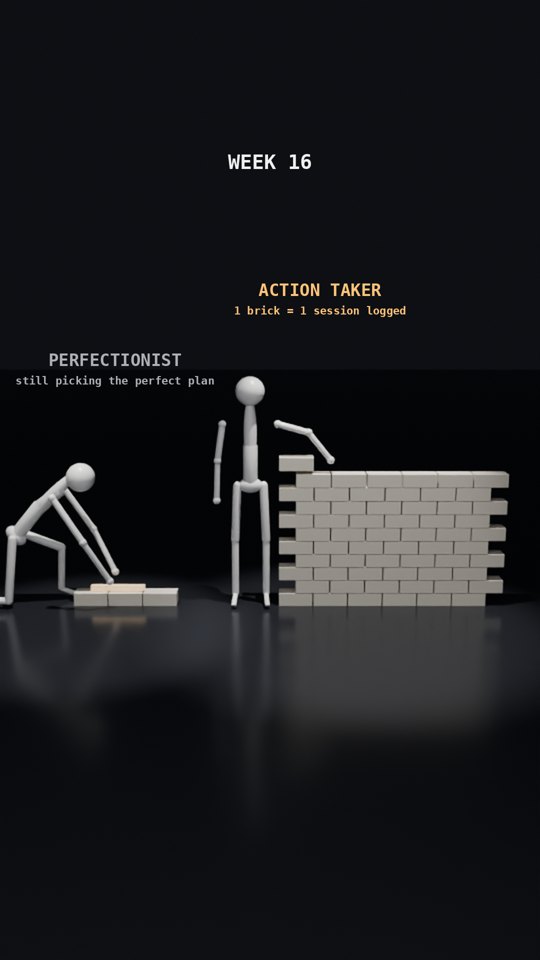 WEEK 16
ACTION TAKER
1 brick = 1 session logged
PERFECTIONIST
still picking the perfect plan